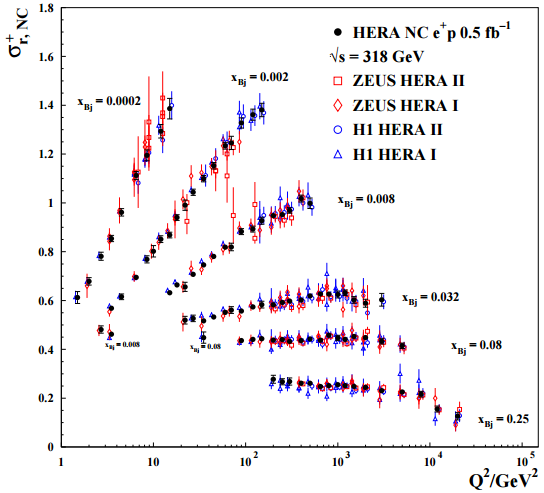 σ⁺r, NC
HERA NC e⁺p 0.5 fb⁻¹
√s = 318 GeV
ZEUS HERA II
ZEUS HERA I
H1 HERA II
H1 HERA I
xBj = 0.0002
xBj = 0.002
xBj = 0.008
xBj = 0.032
xBj = 0.08
xBj = 0.25
xBj = 0.008
xBj = 0.08
1.6
1.4
1.2
1
0.8
0.6
0.4
0.2
0
1 10 10² 10³ 10⁴ 10⁵
Q²/GeV²